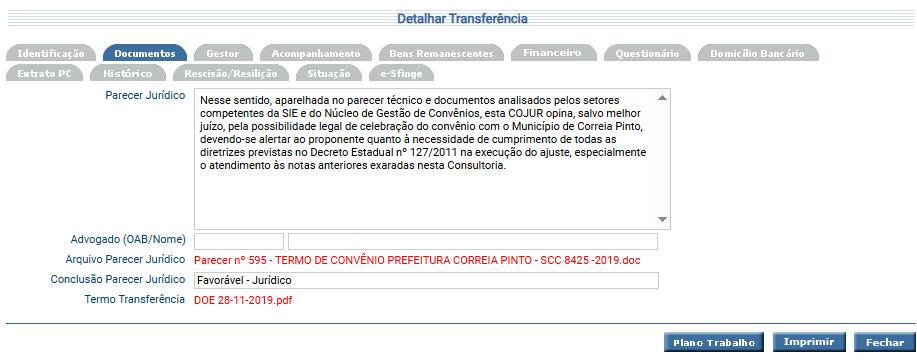 Detalhar Transferência
Identificação Documentos Gestor Acompanhamento Bens Remanescentes Financeiro Questionário Domicílio Bancário
Extrato PC Histórico Rescisão/Resilição Situação e-Sfinge
Parecer Jurídico
Nesse sentido, aparelhada no parecer técnico e documentos analisados pelos setores
competentes da SIE e do Núcleo de Gestão de Convênios, esta COJUR opina, salvo melhor
juízo, pela possibilidade legal de celebração do convênio com o Município de Correia Pinto,
devendo-se alertar ao proponente quanto à necessidade de cumprimento de todas as
diretrizes previstas no Decreto Estadual nº 127/2011 na execução do ajuste, especialmente
o atendimento às notas anteriores exaradas nesta Consultoria.
Advogado (OAB/Nome)
Arquivo Parecer Jurídico Parecer nº 595 - TERMO DE CONVÊNIO PREFEITURA CORREIA PINTO - SCC 8425 -2019.doc
Conclusão Parecer Jurídico Favorável - Jurídico
Termo Transferência DOE 28-11-2019.pdf
Plano Trabalho Imprimir Fechar